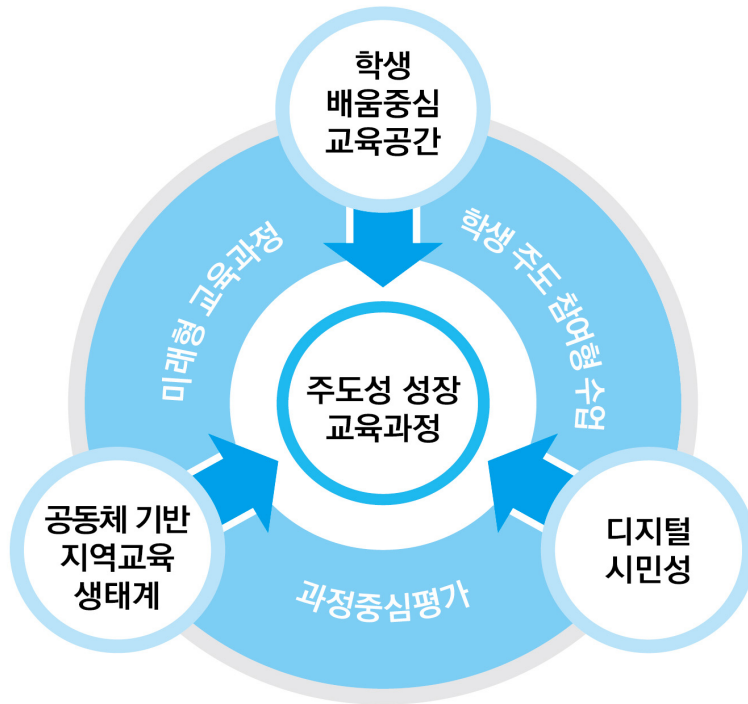 학생
배움중심
교육공간
미래형 교육과정
학생 주도 참여형 수업
주도성 성장
교육과정
공동체 기반
지역교육
생태계
디지털
시민성
과정중심평가